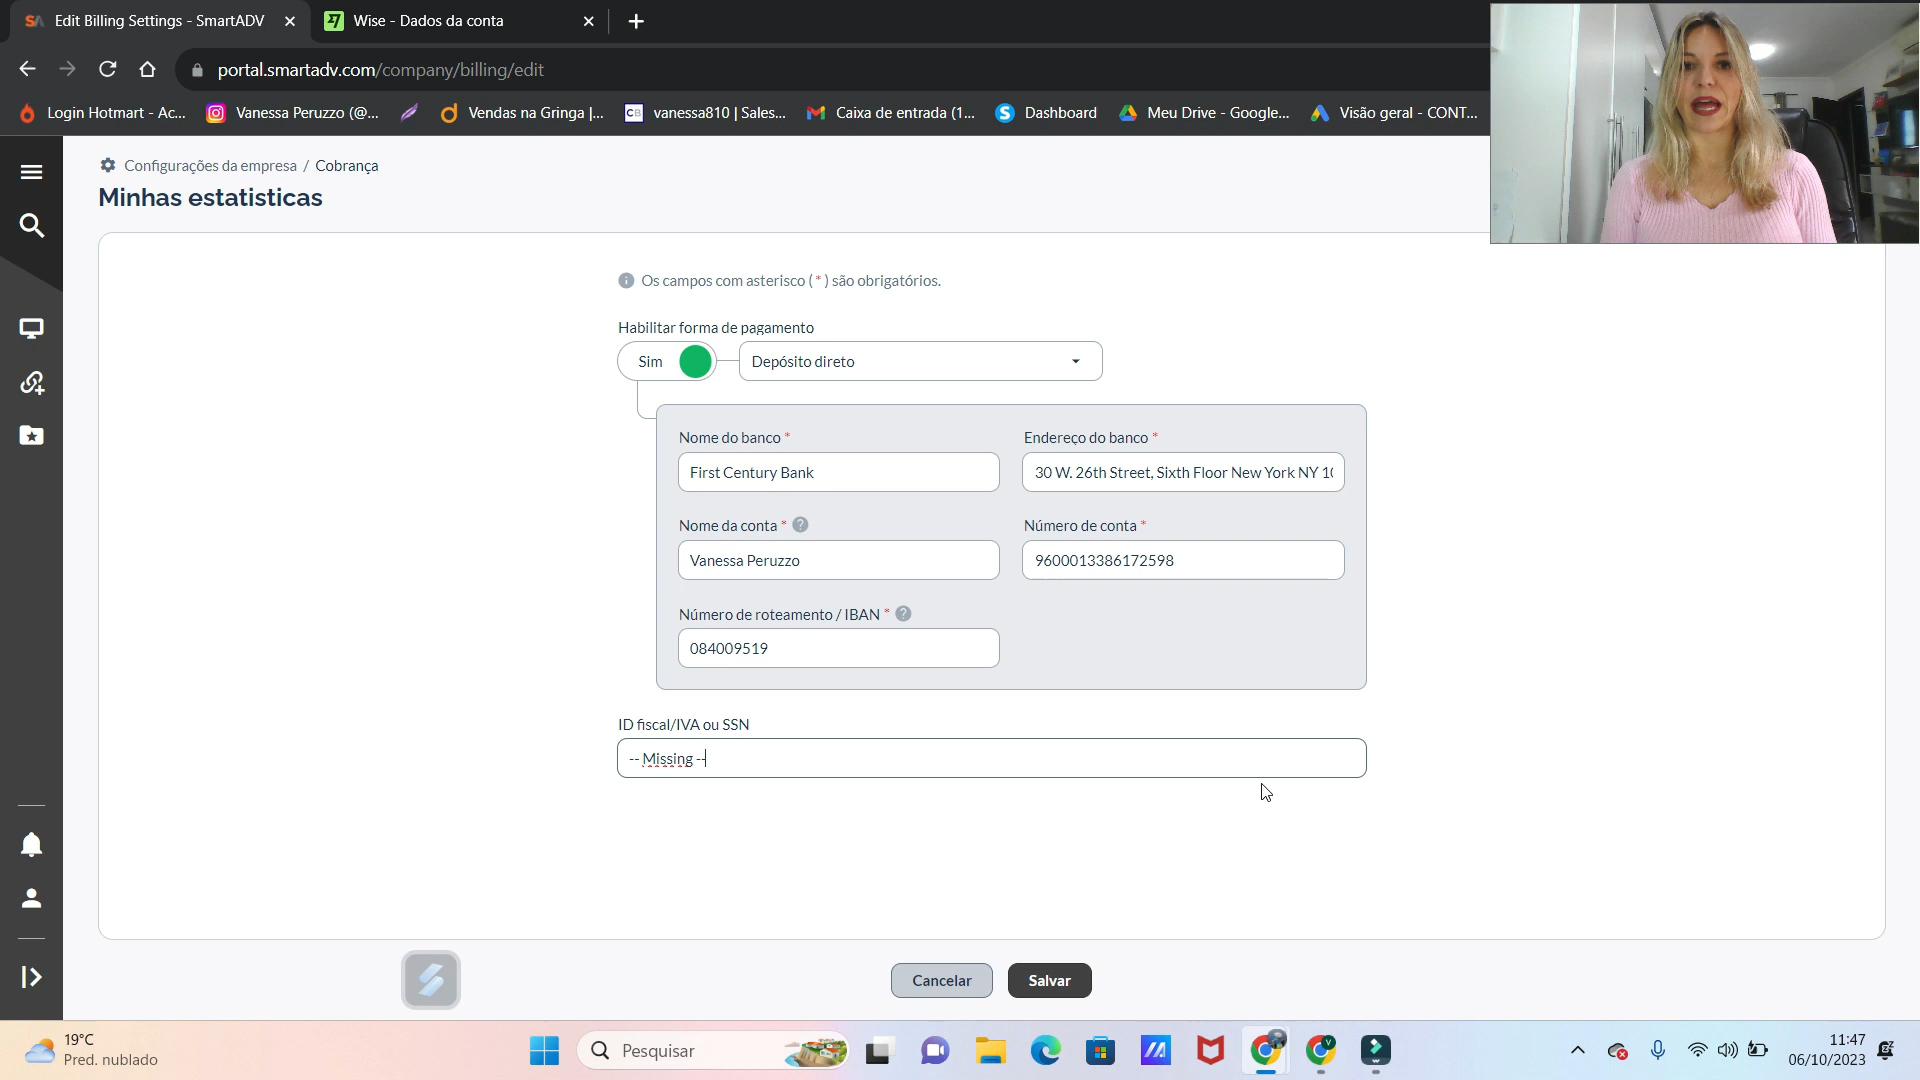 Edit Billing Settings - SmartADV
Wise - Dados da conta
portal.smartadv.com/company/billing/edit
Login Hotmart - Ac...
Vanessa Peruzzo (@...
Vendas na Gringa |...
CB
vanessa810 | Sales...
Caixa de entrada (1...
Dashboard
Meu Drive - Google...
Visão geral - CONT...
Configurações da empresa / Cobrança
Minhas estatisticas
Os campos com asterisco ( * ) são obrigatórios.
Habilitar forma de pagamento
Sim
Depósito direto
Nome do banco *
Endereço do banco *
First Century Bank
30 W. 26th Street, Sixth Floor New York NY 10
Nome da conta *
Número de conta *
Vanessa Peruzzo
9600013386172598
Número de roteamento / IBAN *
084009519
ID fiscal/IVA ou SSN
-- Missing --
Cancelar
Salvar
19°C
Pred. nublado
Pesquisar
11:47
06/10/2023